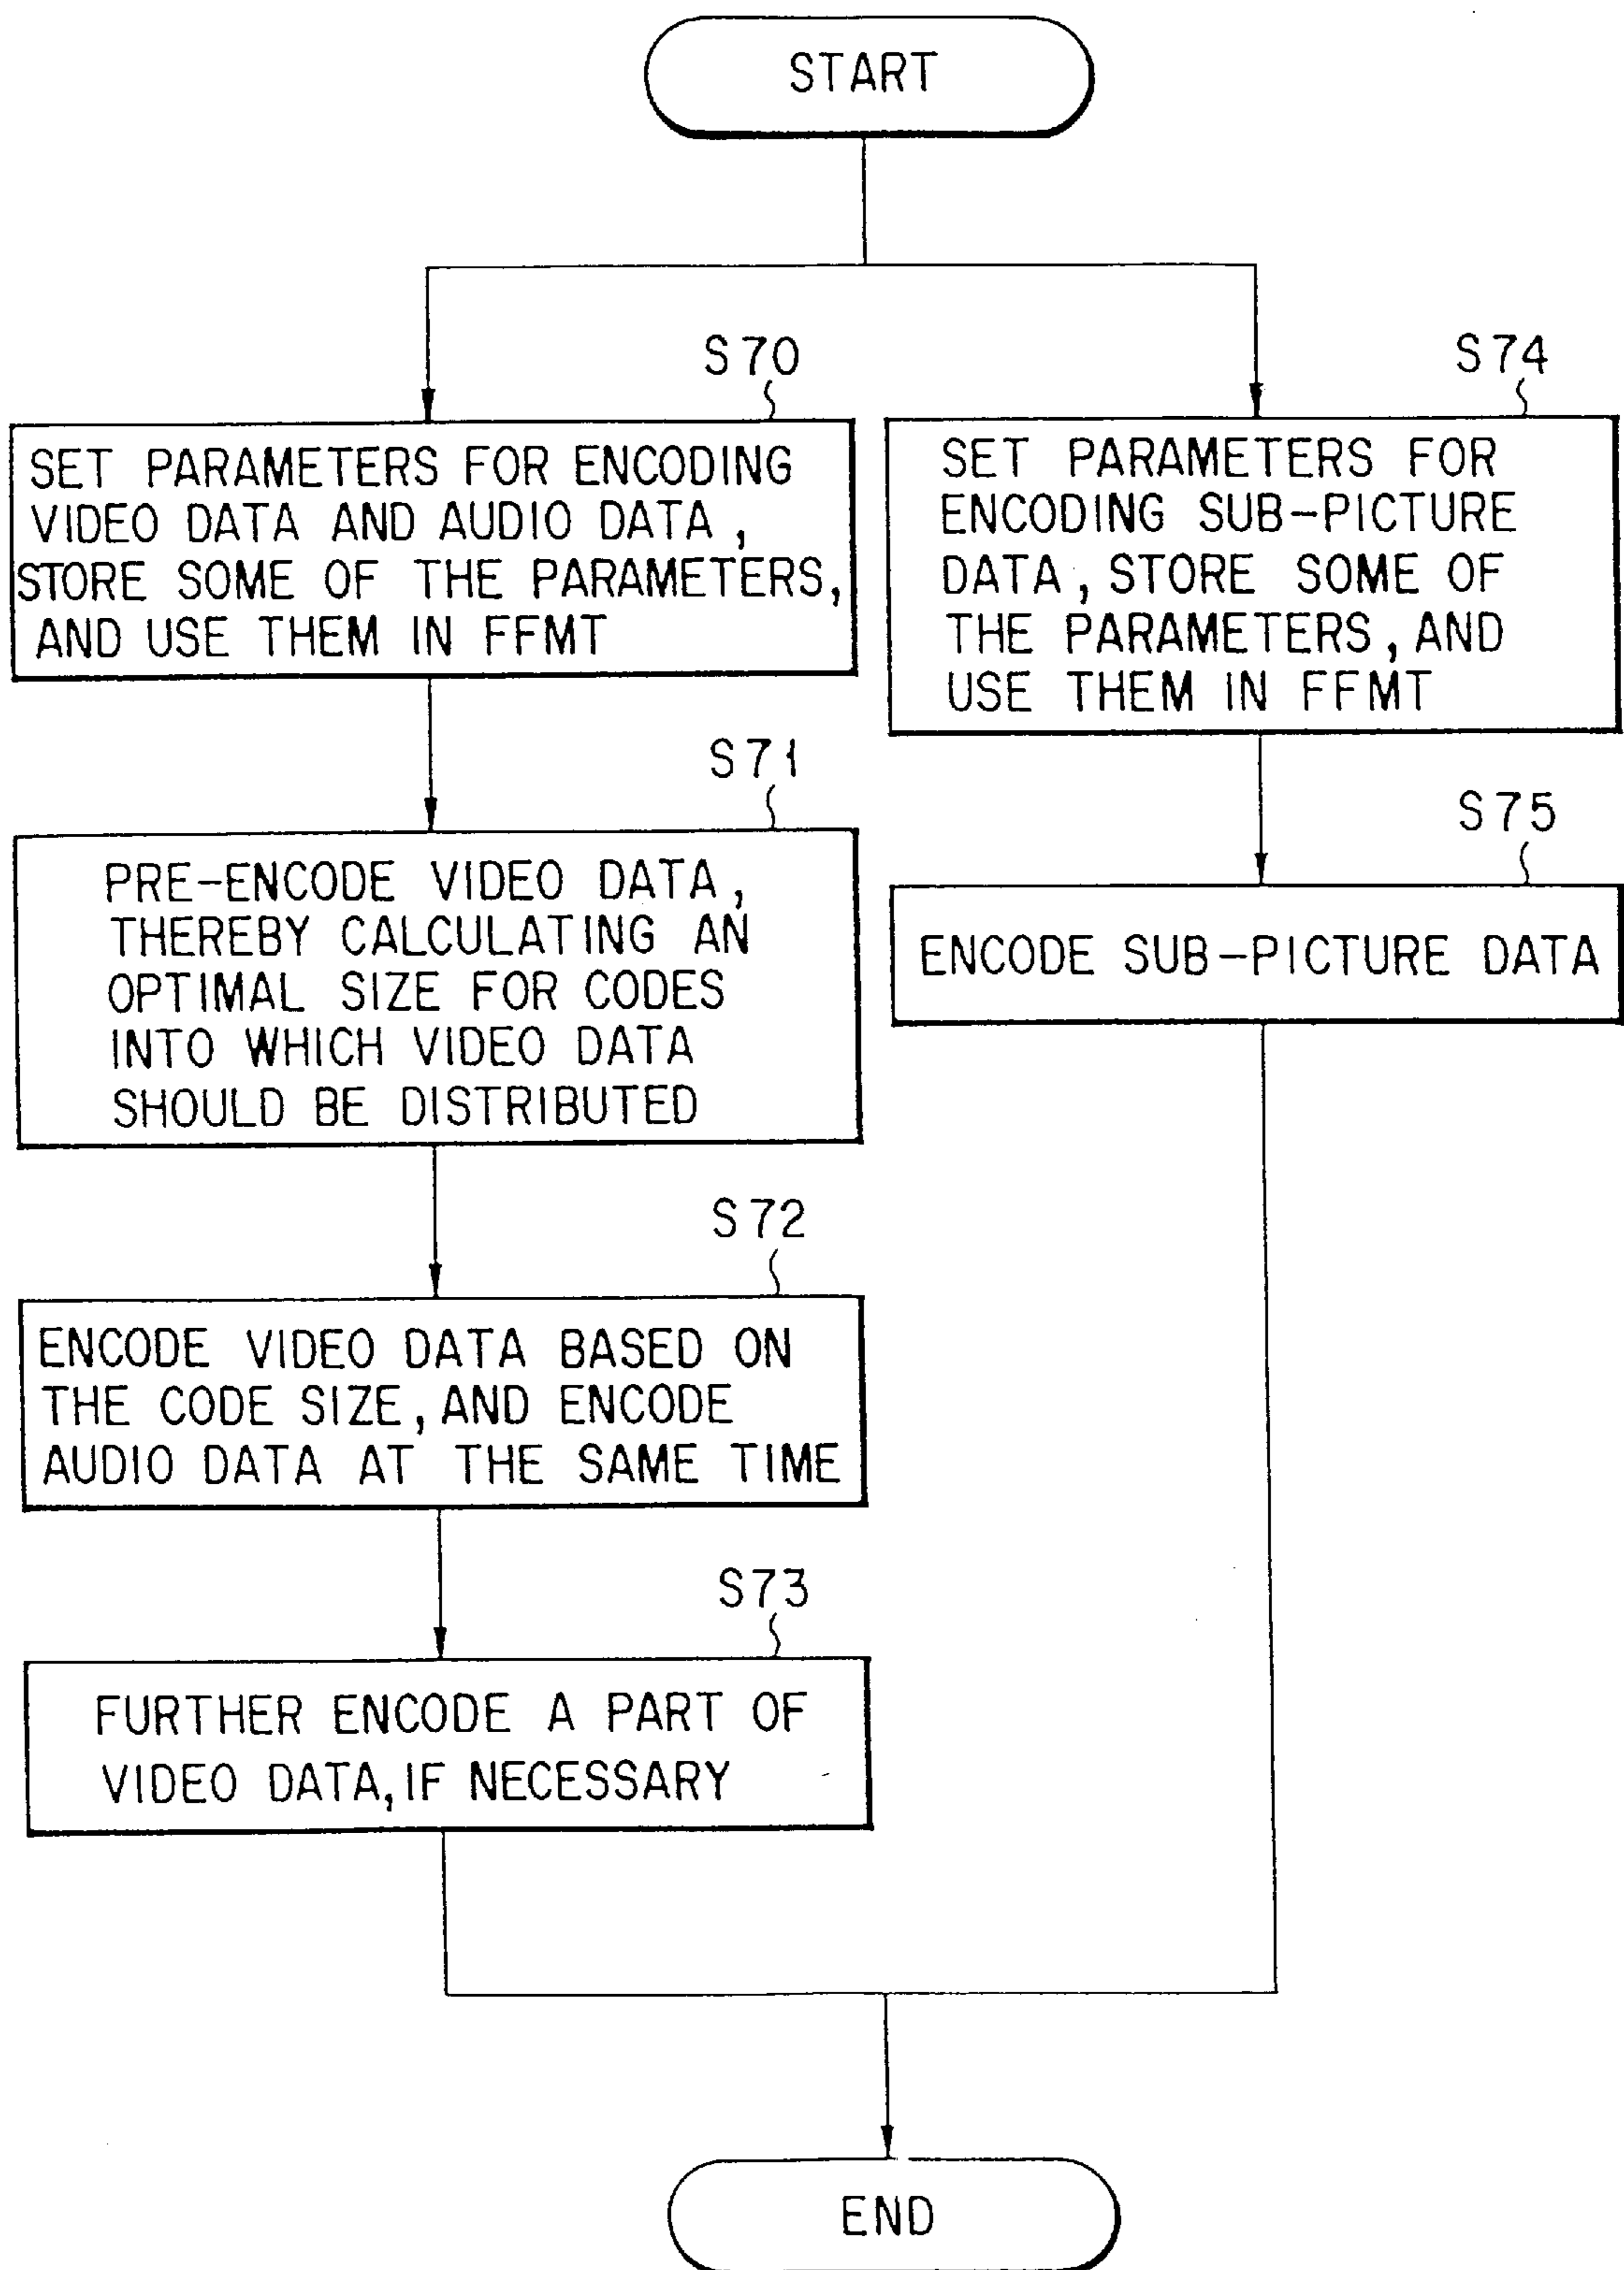 START
S70
SET PARAMETERS FOR ENCODING
VIDEO DATA AND AUDIO DATA,
STORE SOME OF THE PARAMETERS,
AND USE THEM IN FFMT
S71
PRE-ENCODE VIDEO DATA,
THEREBY CALCULATING AN
OPTIMAL SIZE FOR CODES
INTO WHICH VIDEO DATA
SHOULD BE DISTRIBUTED
S72
ENCODE VIDEO DATA BASED ON
THE CODE SIZE, AND ENCODE
AUDIO DATA AT THE SAME TIME
S73
FURTHER ENCODE A PART OF
VIDEO DATA, IF NECESSARY
S74
SET PARAMETERS FOR
ENCODING SUB-PICTURE
DATA, STORE SOME OF
THE PARAMETERS, AND
USE THEM IN FFMT
S75
ENCODE SUB-PICTURE DATA
END